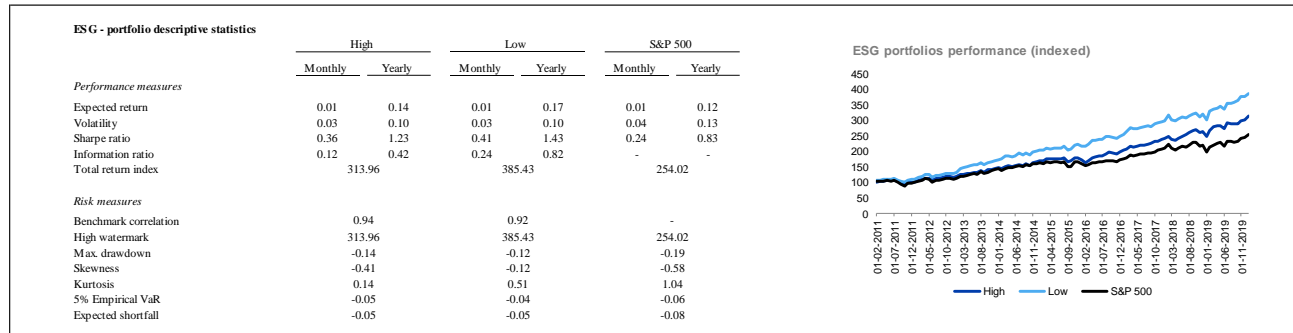 ESG - portfolio descriptive statistics
High Low S&P 500
Monthly Yearly Monthly Yearly Monthly Yearly
Performance measures
Expected return 0.01 0.14 0.01 0.17 0.01 0.12
Volatility 0.03 0.10 0.03 0.10 0.04 0.13
Sharpe ratio 0.36 1.23 0.41 1.43 0.24 0.83
Information ratio 0.12 0.42 0.24 0.82 - -
Total return index 313.96 385.43 254.02
Risk measures
Benchmark correlation 0.94 0.92 -
High watermark 313.96 385.43 254.02
Max. drawdown -0.14 -0.12 -0.19
Skewness -0.41 -0.12 -0.58
Kurtosis 0.14 0.51 1.04
5% Empirical VaR -0.05 -0.04 -0.06
Expected shortfall -0.05 -0.05 -0.08
ESG portfolios performance (indexed)
450
400
350
300
250
200
150
100
50
0
01-02-2011
01-07-2011
01-12-2011
01-05-2012
01-10-2012
01-03-2013
01-08-2013
01-01-2014
01-06-2014
01-11-2014
01-04-2015
01-09-2015
01-02-2016
01-07-2016
01-12-2016
01-05-2017
01-10-2017
01-03-2018
01-08-2018
01-01-2019
01-06-2019
01-11-2019
High Low S&P 500